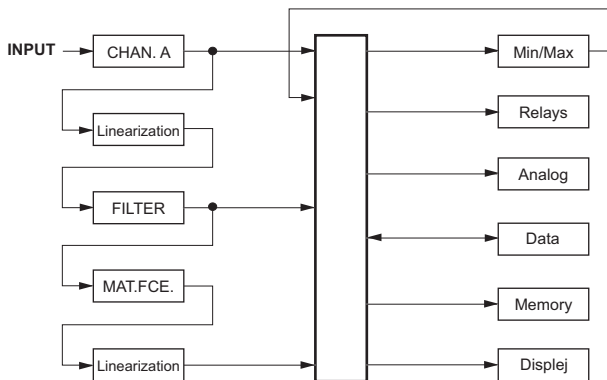 INPUT
CHAN. A
Linearization
FILTER
MAT.FCE.
Linearization
Min/Max
Relays
Analog
Data
Memory
Displej